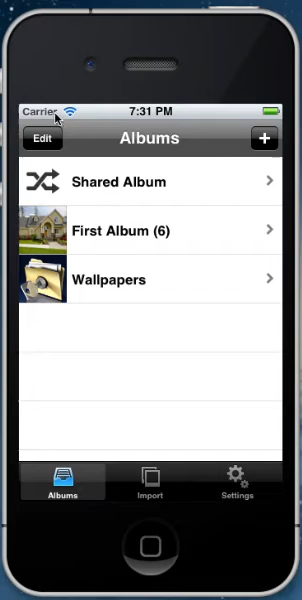 Carrier 7:31 PM
Edit Albums +
Shared Album
First Album (6)
Wallpapers
Albums Import Settings